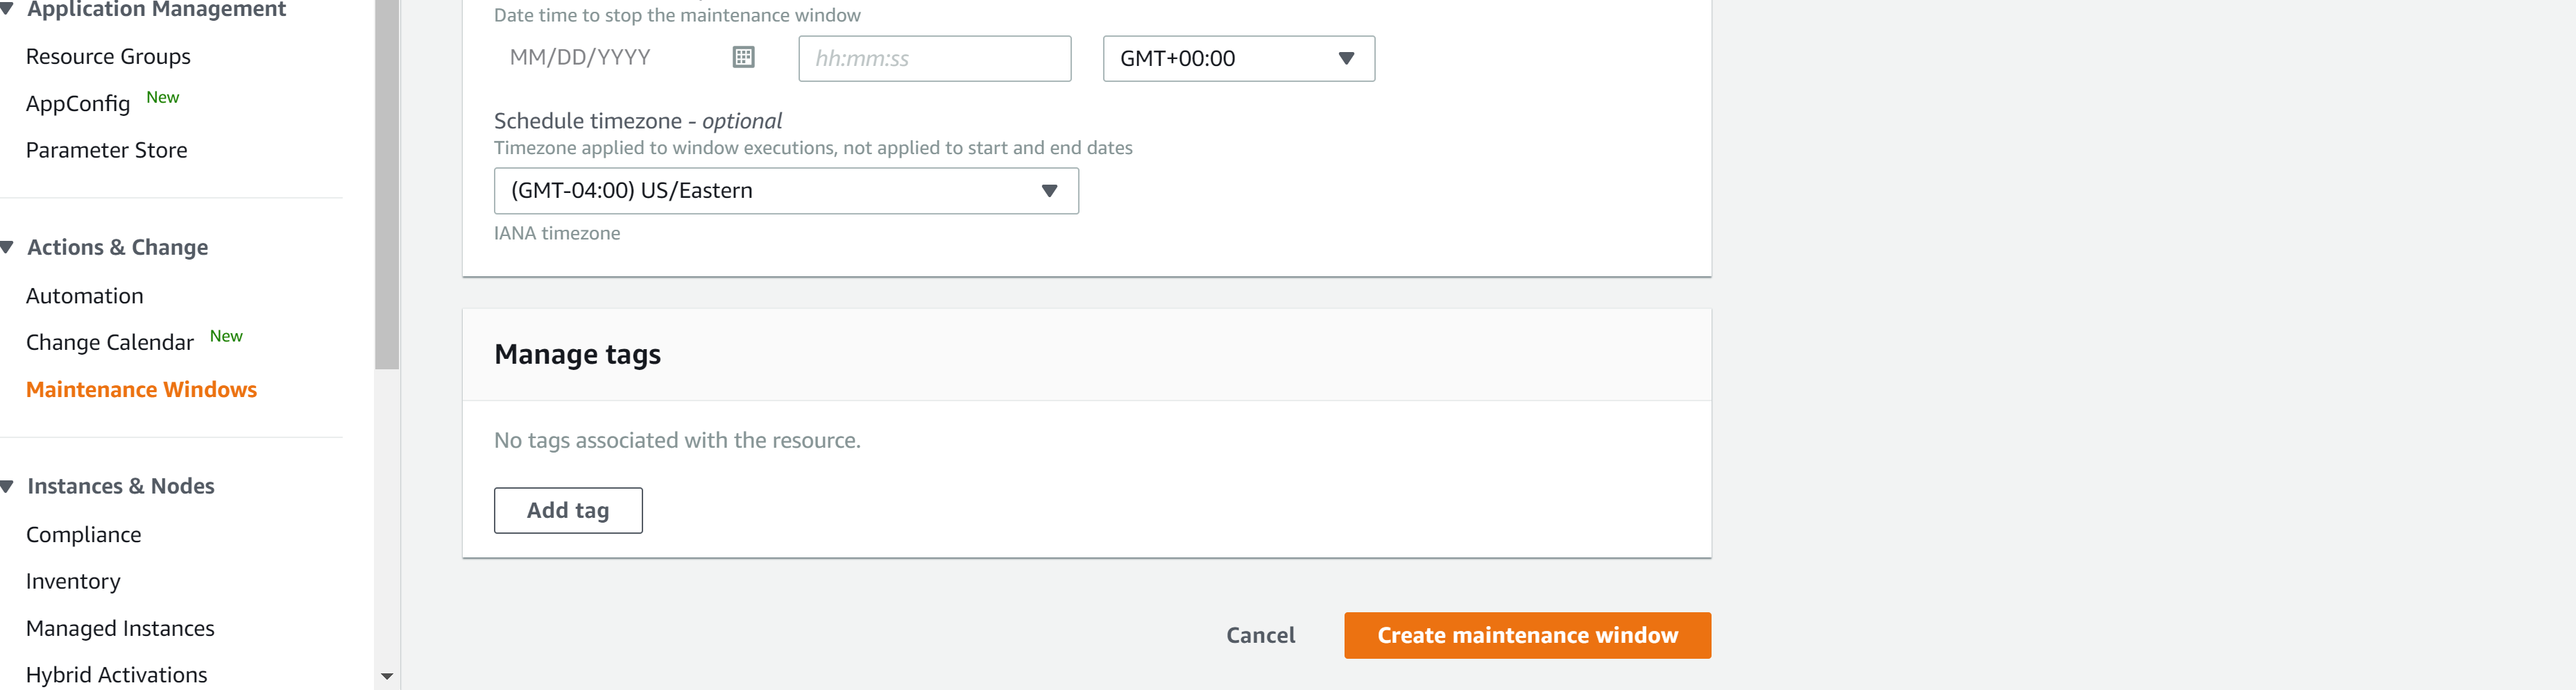 Application Management
Resource Groups
AppConfig New
Parameter Store
Actions & Change
Automation
Change Calendar New
Maintenance Windows
Instances & Nodes
Compliance
Inventory
Managed Instances
Hybrid Activations
Date time to stop the maintenance window
MM/DD/YYYY hh:mm:ss GMT+00:00
Schedule timezone - optional
Timezone applied to window executions, not applied to start and end dates
(GMT-04:00) US/Eastern
IANA timezone
Manage tags
No tags associated with the resource.
Add tag
Cancel Create maintenance window